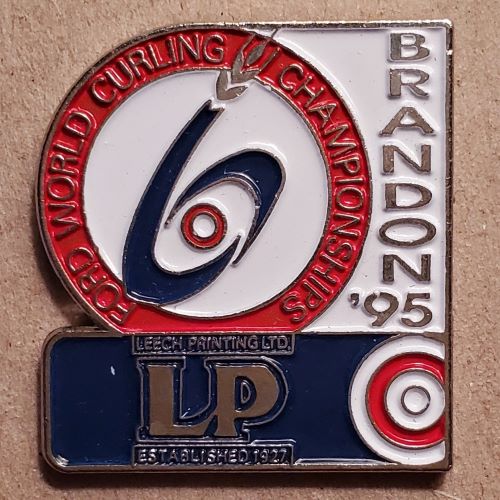 FORD WORLD CURLING CHAMPIONSHIPS
BRANDON
'95
LEECH PRINTING LTD.
LP
ESTABLISHED 1927